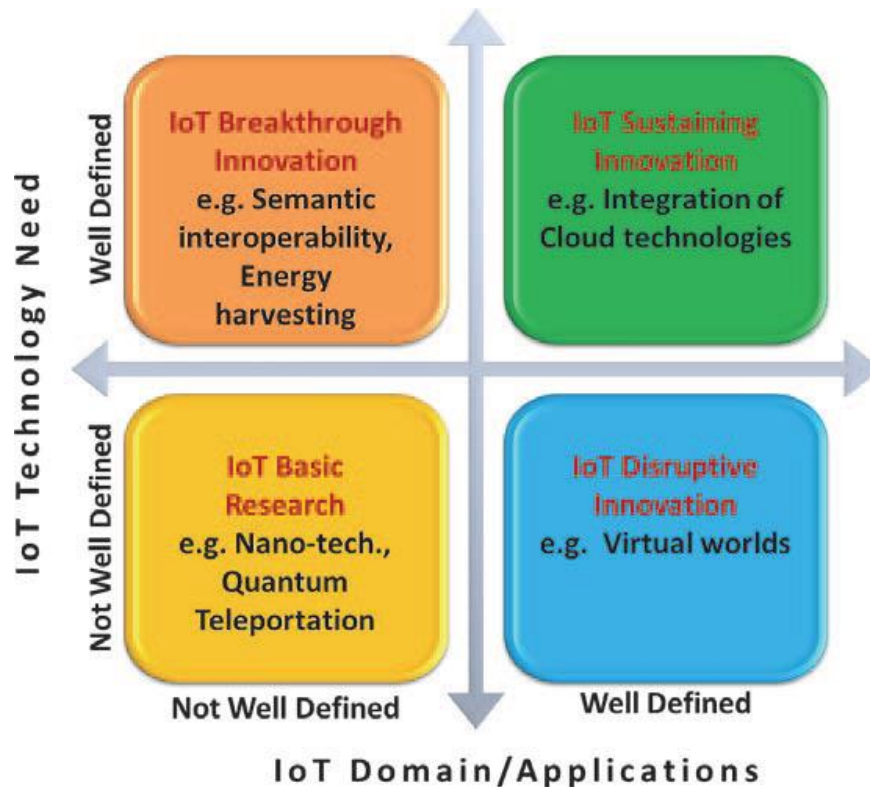 IoT Technology Need
Well Defined
Not Well Defined
IoT Breakthrough
Innovation
e.g. Semantic
interoperability,
Energy
harvesting
IoT Sustaining
Innovation
e.g. Integration of
Cloud technologies
IoT Basic
Research
e.g. Nano-tech.,
Quantum
Teleportation
IoT Disruptive
Innovation
e.g. Virtual worlds
Not Well Defined
Well Defined
IoT Domain/Applications